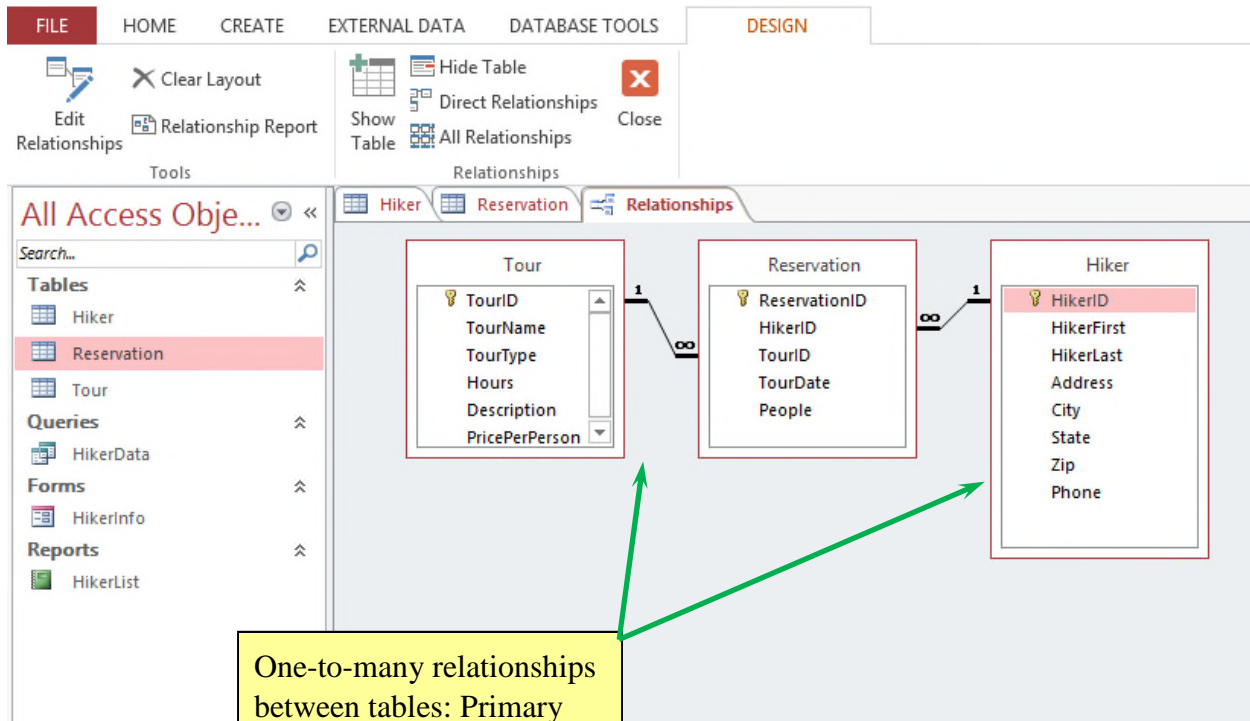 FILE HOME CREATE EXTERNAL DATA DATABASE TOOLS DESIGN
Edit
Relationships
Clear Layout
Relationship Report
Tools
Show
Table
Hide Table
Direct Relationships
All Relationships
Close
Relationships
All Access Obje...
Search...
Tables
Hiker
Reservation
Tour
Queries
HikerData
Forms
HikerInfo
Reports
HikerList
Hiker Reservation Relationships
Tour
TourID
TourName
TourType
Hours
Description
PricePerPerson
1
∞
Reservation
ReservationID
HikerID
TourID
TourDate
People
∞
1
Hiker
HikerID
HikerFirst
HikerLast
Address
City
State
Zip
Phone
One-to-many relationships
between tables: Primary